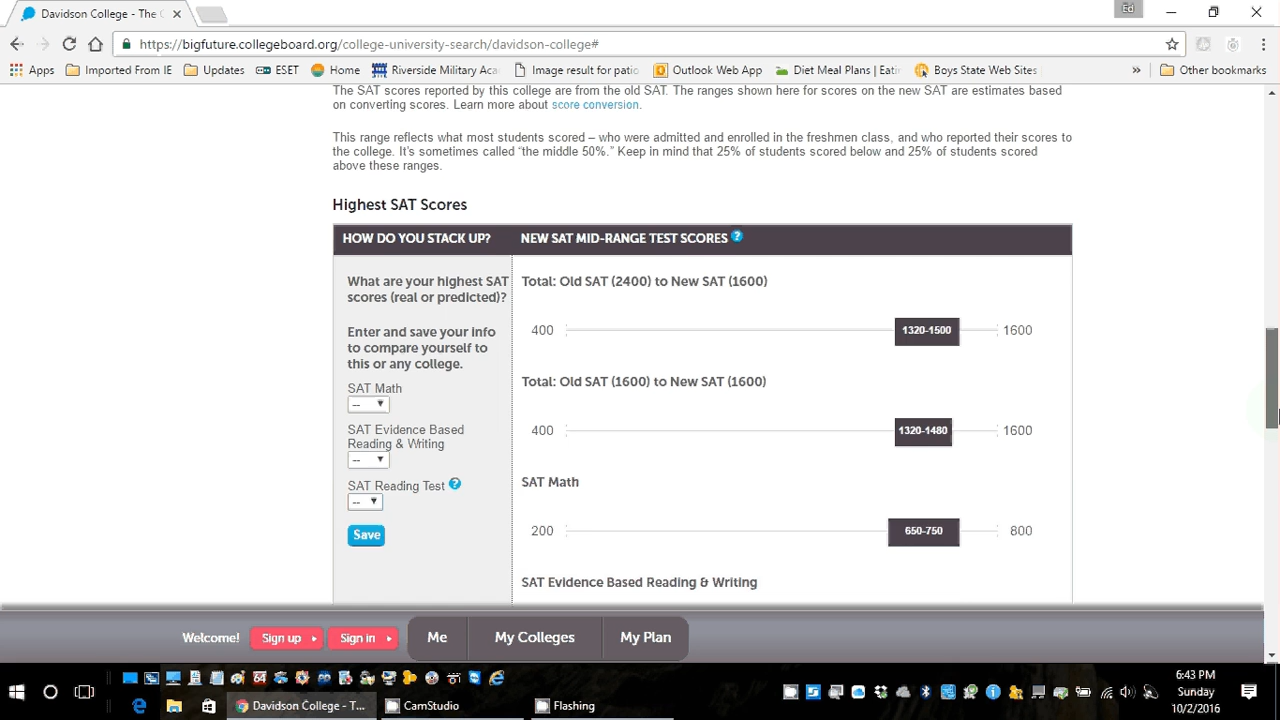 Davidson College - The C
Ed
https://bigfuture.collegeboard.org/college-university-search/davidson-college#
Apps
Imported From IE
Updates
ESET
Home
Riverside Military Aca
Image result for patio
Outlook Web App
Diet Meal Plans | Eatin
Boys State Web Sites
»
Other bookmarks
The SAT scores reported by this college are from the old SAT. The ranges shown here for scores on the new SAT are estimates based
on converting scores. Learn more about score conversion.
This range reflects what most students scored – who were admitted and enrolled in the freshmen class, and who reported their scores to
the college. It's sometimes called “the middle 50%.” Keep in mind that 25% of students scored below and 25% of students scored
above these ranges.
Highest SAT Scores
HOW DO YOU STACK UP?
NEW SAT MID-RANGE TEST SCORES ?
What are your highest SAT
scores (real or predicted)?
Enter and save your info
to compare yourself to
this or any college.
SAT Math
--
SAT Evidence Based
Reading & Writing
--
SAT Reading Test ?
--
Save
Total: Old SAT (2400) to New SAT (1600)
400 1320-1500 1600
Total: Old SAT (1600) to New SAT (1600)
400 1320-1480 1600
SAT Math
200 650-750 800
SAT Evidence Based Reading & Writing
Welcome!
Sign up
Sign in
Me
My Colleges
My Plan
Davidson College - T...
CamStudio
Flashing
6:43 PM
Sunday
10/2/2016